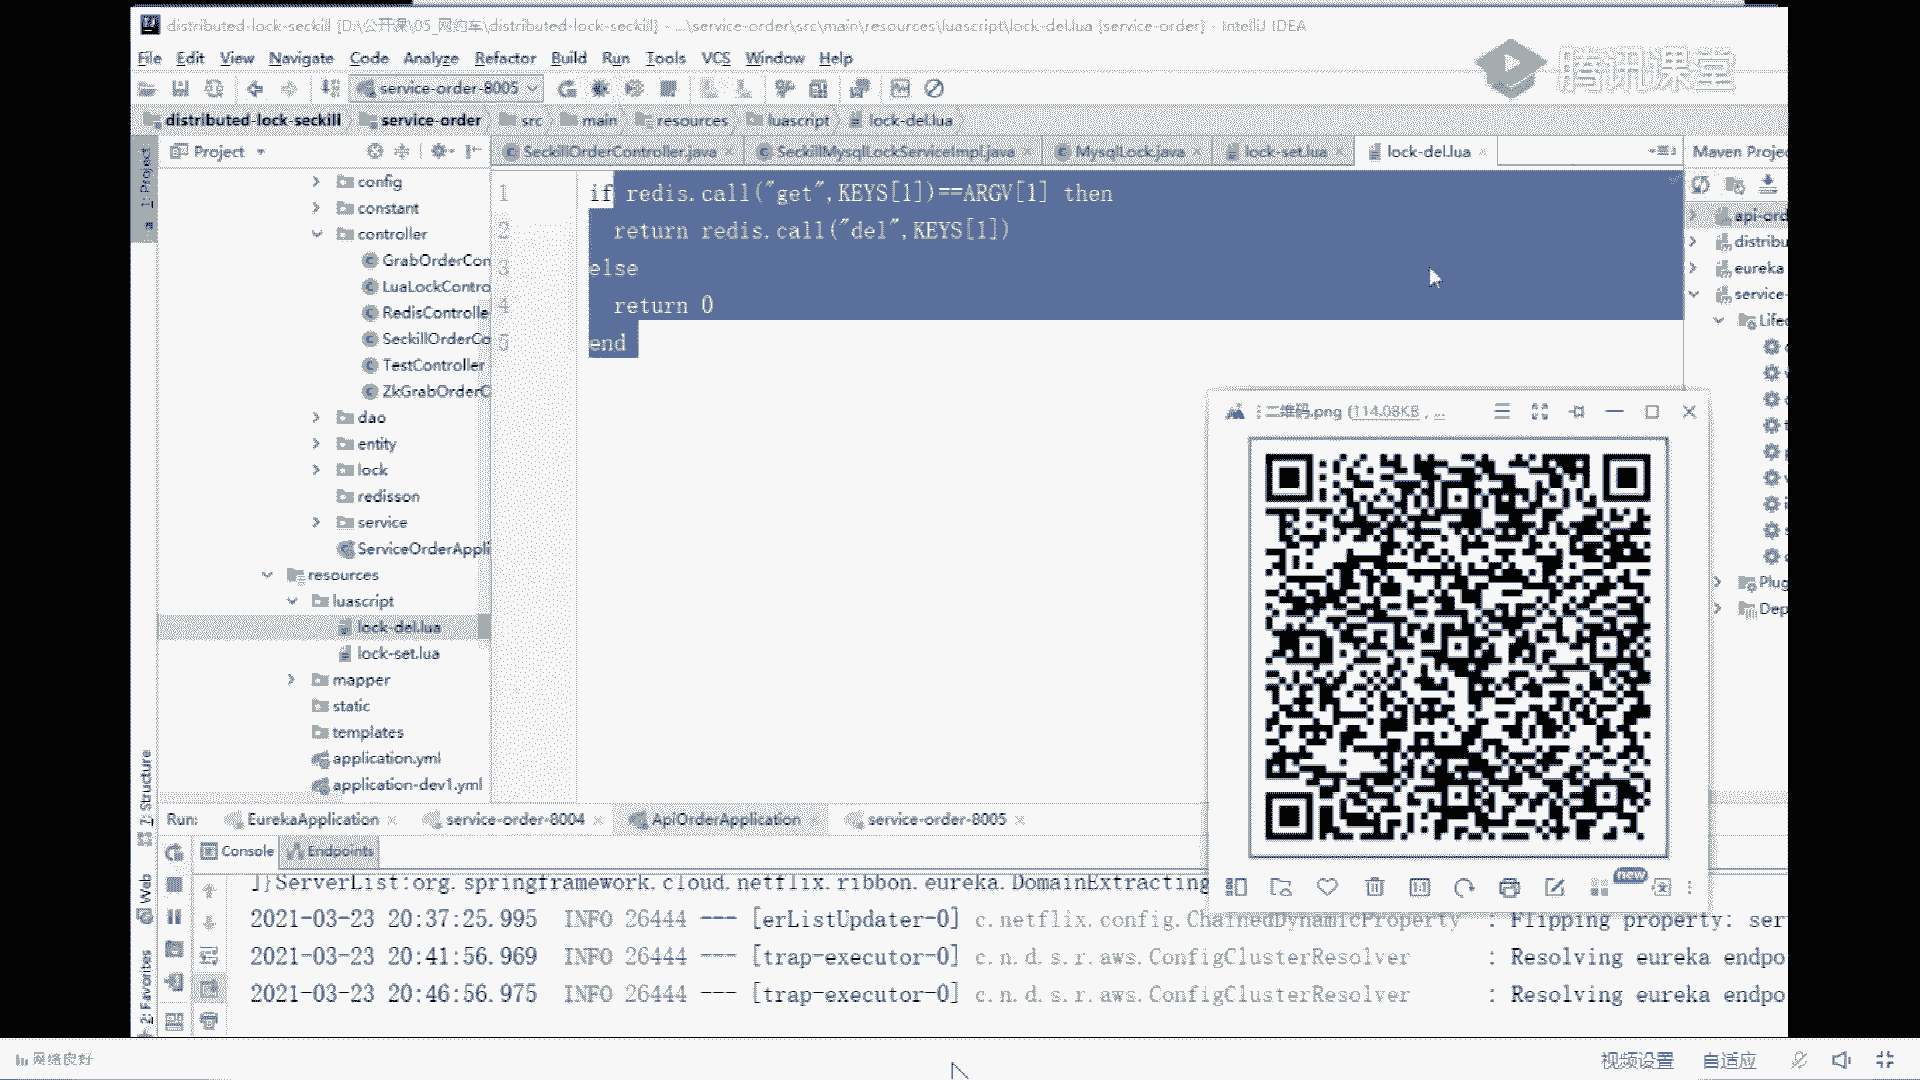 distributed-lock-seckill [D:\公开课\05_网约车\distributed-lock-seckill] - ...\service-order\src\main\resources\luascript\lock-del.lua [service-order] - IntelliJ IDEA
File Edit View Navigate Code Analyze Refactor Build Run Tools VCS Window Help
腾讯课堂
service-order-8005
distributed-lock-seckill service-order src main resources luascript lock-del.lua
Project
SeckillOrderController.java SeckillMysqlLockServiceImpl.java MysqlLock.java lock-set.lua lock-del.lua
Maven Projec
1: Project
config
constant
controller
GrabOrderCon
LuaLockContro
RedisControlle
SeckillOrderCo
TestController
ZkGrabOrderC
dao
entity
lock
redisson
service
ServiceOrderAppli
resources
luascript
lock-del.lua
lock-set.lua
mapper
static
templates
application.yml
application-dev1.yml
1 if redis.call("get",KEYS[1])==ARGV[1] then
2 return redis.call("del",KEYS[1])
3 else
4 return 0
5 end
api-ord
distribu
eureka
service-
Lifec
Plug
Dep
二维码.png (114.08KB , ...
new
7: Structure
Web
2: Favorites
Run: EurekaApplication service-order-8004 ApiOrderApplication service-order-8005
Console Endpoints
]}ServerList:org.springframework.cloud.netflix.ribbon.eureka.DomainExtracting
2021-03-23 20:37:25.995 INFO 26444 --- [erListUpdater-0] c.netflix.config.ChainedDynamicProperty : Flipping property: ser
2021-03-23 20:41:56.969 INFO 26444 --- [trap-executor-0] c.n.d.s.r.aws.ConfigClusterResolver : Resolving eureka endpo
2021-03-23 20:46:56.975 INFO 26444 --- [trap-executor-0] c.n.d.s.r.aws.ConfigClusterResolver : Resolving eureka endpo
网络良好
视频设置 自适应